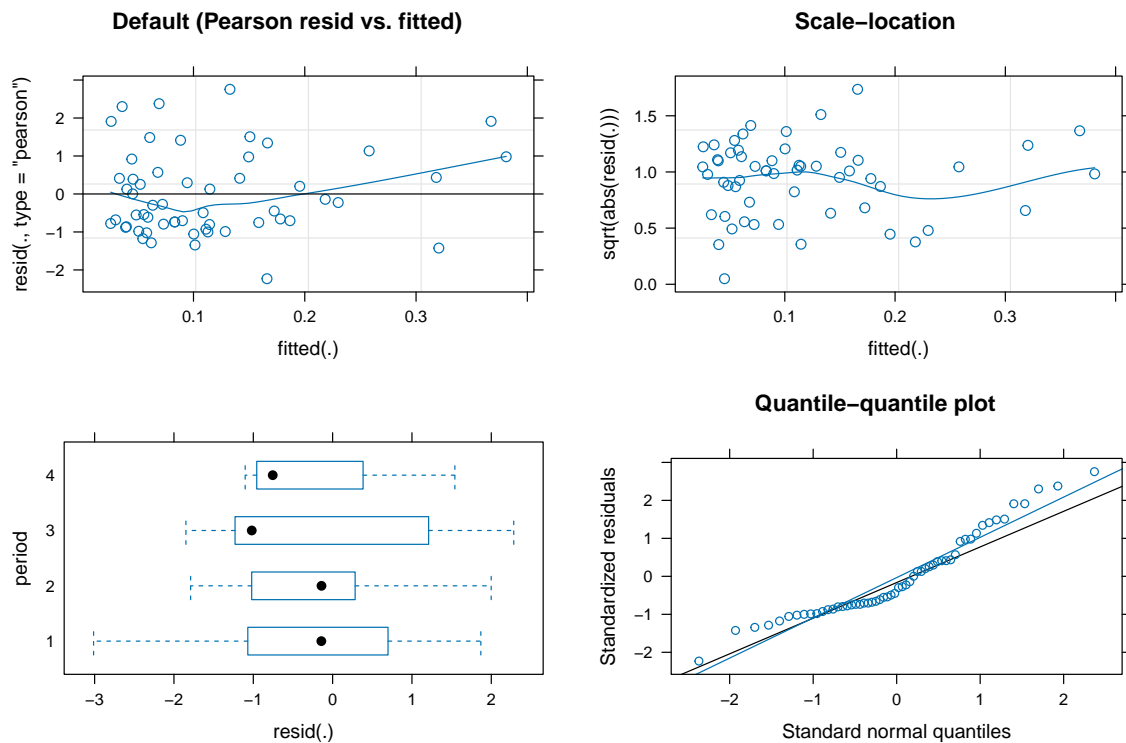 Default (Pearson resid vs. fitted)
resid(., type = "pearson")
2
1
0
−1
−2
0.1 0.2 0.3
fitted(.)
Scale−location
sqrt(abs(resid(.)))
1.5
1.0
0.5
0.0
0.1 0.2 0.3
fitted(.)
period
4
3
2
1
−3 −2 −1 0 1 2
resid(.)
Quantile−quantile plot
Standardized residuals
2
1
0
−1
−2
−2 −1 0 1 2
Standard normal quantiles